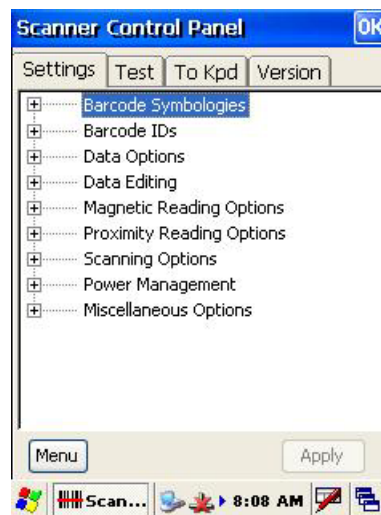 Scanner Control Panel OK
Settings Test To Kpd Version
Barcode Symbologies
Barcode IDs
Data Options
Data Editing
Magnetic Reading Options
Proximity Reading Options
Scanning Options
Power Management
Miscellaneous Options
Menu Apply
Scan... 8:08 AM